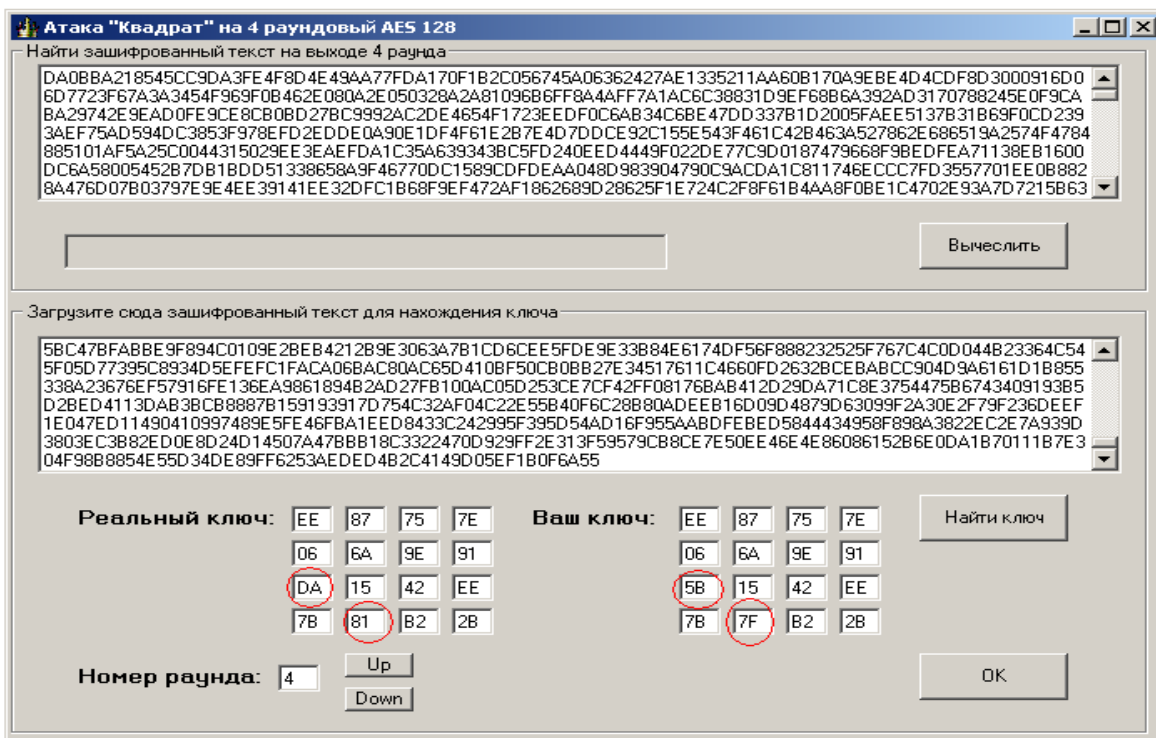 Атака "Квадрат" на 4 раундовый AES 128
Найти зашифрованный текст на выходе 4 раунда
DA0BBA218545CC9DA3FE4F8D4E49AA77FDA170F1B2C056745A06362427AE1335211AA60B170A9EBE4D4CDF8D3000916D0
6D7723F67A3A3454F969F0B462E080A2E050328A2A81096B6FF8A4AFF7A1AC6C38831D9EF68B6A392AD3170788245E0F9CA
BA29742E9EAD0FE9CE8CB0BD27BC9992AC2DE4654F1723EEDF0C6AB34C6BE47DD337B1D2005FAEE5137B31B69F0CD239
3AEF75AD594DC3853F978EFD2EDDE0A90E1DF4F61E2B7E4D7DDCE92C155E543F461C42B463A527862E686519A2574F4784
885101AF5A25C0044315029EE3EAEFDA1C35A639343BC5FD240EED4449F022DE77C9D0187479668F9BEDFEA71138EB1600
DC6A58005452B7DB1BDD51338658A9F46770DC1589CDFDEAA048D983904790C9ACDA1C811746ECCC7FD3557701EE0B882
8A476D07B03797E9E4EE39141EE32DFC1B68F9EF472AF1862689D28625F1E724C2F8F61B4AA8F0BE1C4702E93A7D7215B63
Вычеслить
Загрузите сюда зашифрованный текст для нахождения ключа
5BC47BFABBE9F894C0109E2BEB4212B9E3063A7B1CD6CEE5FDE9E33B84E6174DF56F888232525F767C4C0D044B23364C54
5F05D77395C8934D5EFEFC1FACA06BAC80AC65D410BF50CB0BB27E34517611C4660FD2632BCEBABCC904D9A6161D1B855
338A23676EF57916FE136EA9861894B2AD27FB100AC05D253CE7CF42FF08176BAB412D29DA71C8E3754475B6743409193B5
D2BED4113DAB3BCB8887B159193917D754C32AF04C22E55B40F6C28B80ADEEB16D09D4879D63099F2A30E2F79F236DEEF
1E047ED11490410997489E5FE46FBA1EED8433C242995F395D54AD16F955AABDFEBED5844434958F898A3822EC2E7A939D
3803EC3B82ED0E8D24D14507A47BBB18C3322470D929FF2E313F59579CB8CE7E50EE46E4E86086152B6E0DA1B70111B7E3
04F98B8854E55D34DE89FF6253AEDED4B2C4149D05EF1B0F6A55
Реальный ключ: EE 87 75 7E Ваш ключ: EE 87 75 7E Найти ключ
06 6A 9E 91 06 6A 9E 91
DA 15 42 EE 5B 15 42 EE
7B 81 B2 2B 7B 7F B2 2B
Номер раунда: 4 Up OK
Down